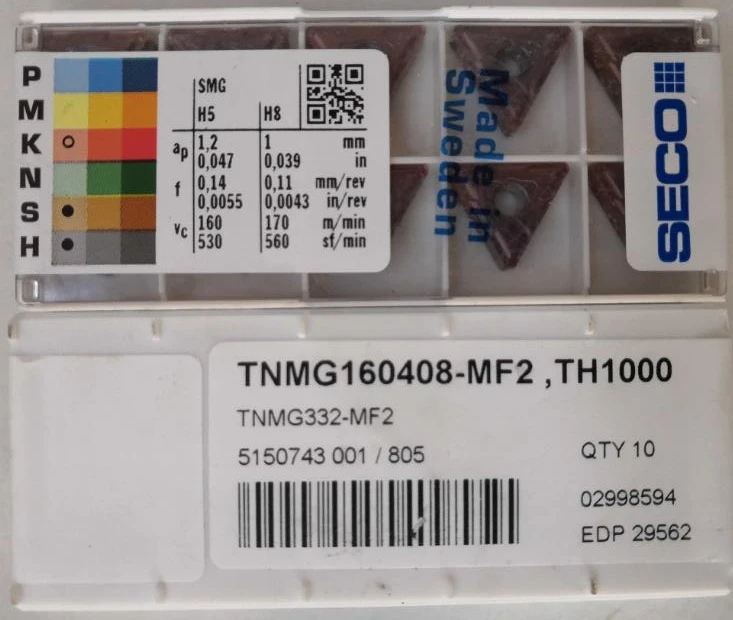 P
M
K
N
S
H
SMG
H5 H8
ap 1,2 1 mm
0,047 0,039 in
f 0,14 0,11 mm/rev
0,0055 0,0043 in/rev
vc 160 170 m/min
530 560 sf/min
Made in
Sweden
SECO
TNMG160408-MF2 ,TH1000
TNMG332-MF2
5150743 001 / 805
QTY 10
02998594
EDP 29562